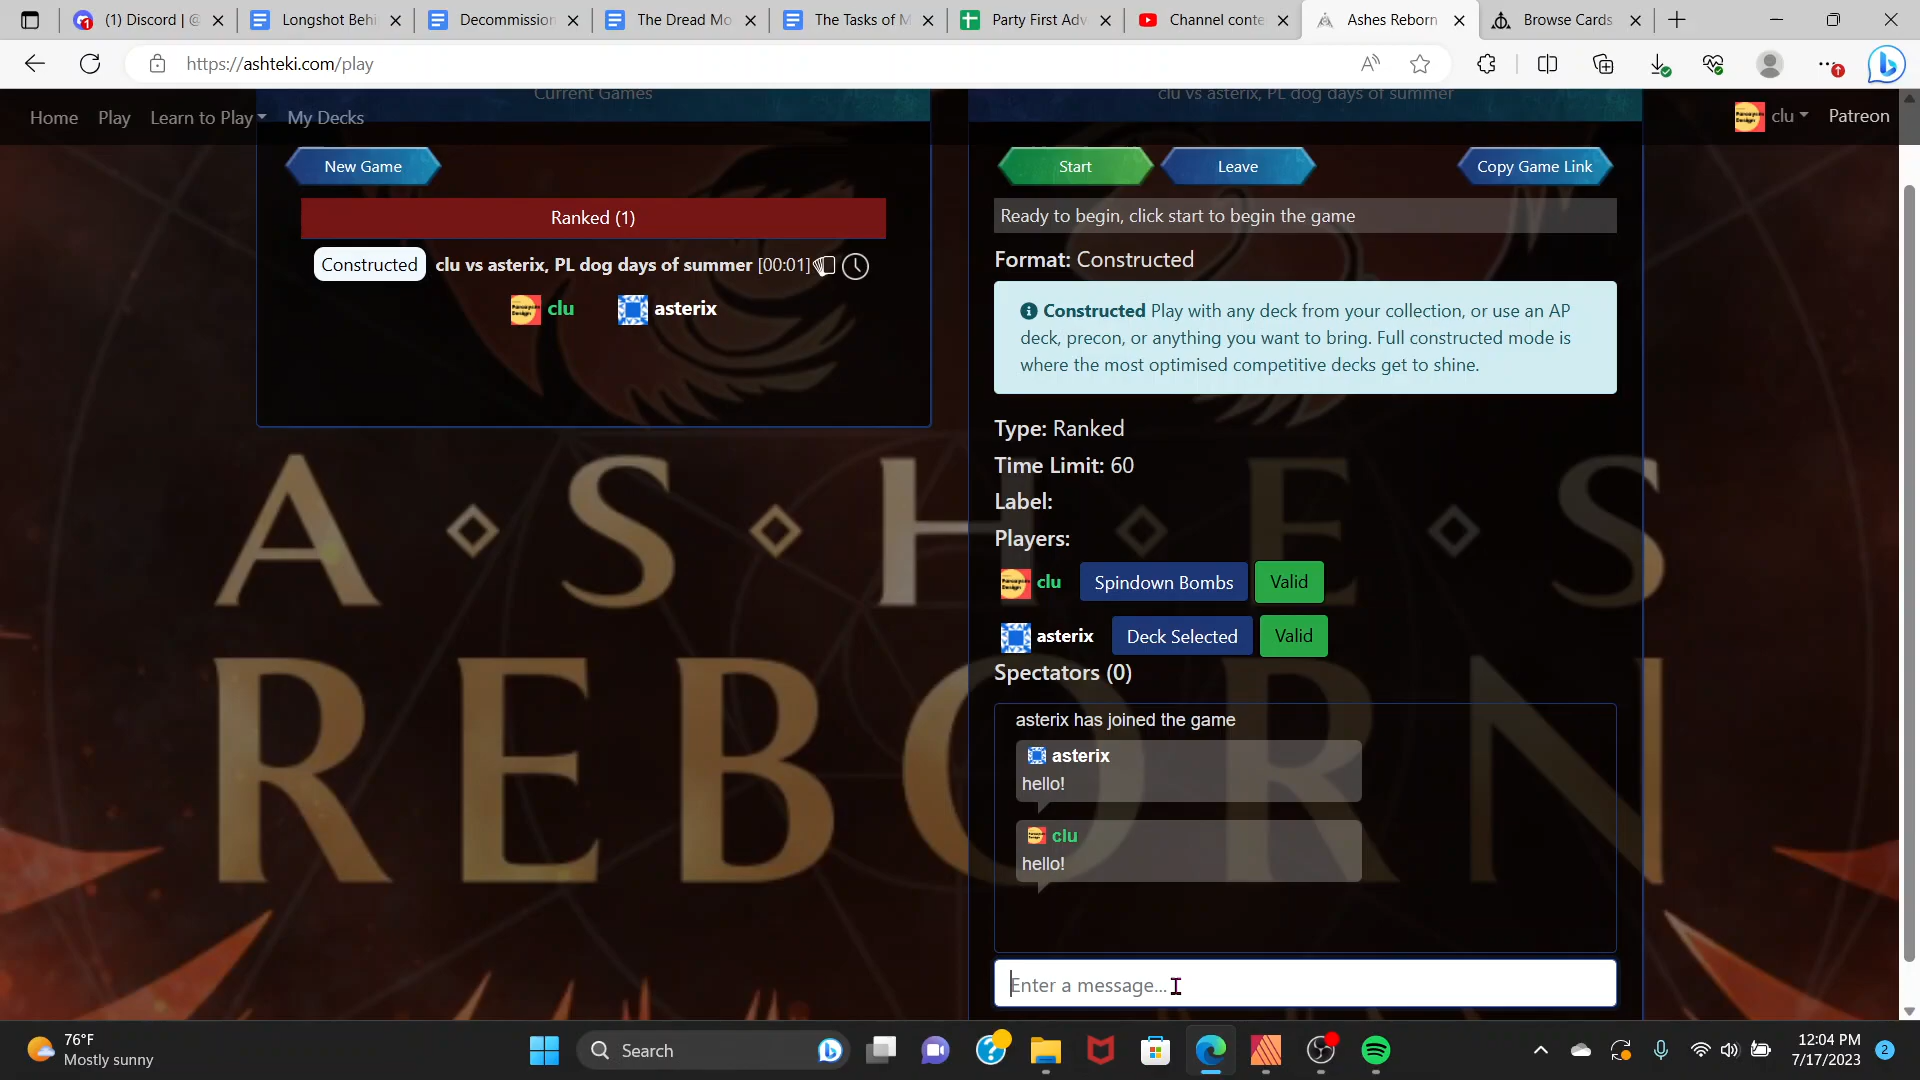 (1) Discord | @
Longshot Behi
Decommission
The Dread Mo
The Tasks of M
Party First Adv
Channel conte
Ashes Reborn
Browse Cards
https://ashteki.com/play
Home
Play
Learn to Play
My Decks
clu
Patreon
Current Games
clu vs asterix, PL dog days of summer
New Game
Start
Leave
Copy Game Link
Ranked (1)
Ready to begin, click start to begin the game
Constructed
clu vs asterix, PL dog days of summer [00:01]
clu
asterix
Format: Constructed
Constructed Play with any deck from your collection, or use an AP
deck, precon, or anything you want to bring. Full constructed mode is
where the most optimised competitive decks get to shine.
Type: Ranked
Time Limit: 60
Label:
Players:
clu Spindown Bombs Valid
asterix Deck Selected Valid
Spectators (0)
asterix has joined the game
asterix
hello!
clu
hello!
Enter a message...
A S H E S
REBORN
76°F
Mostly sunny
Search
12:04 PM
7/17/2023
2